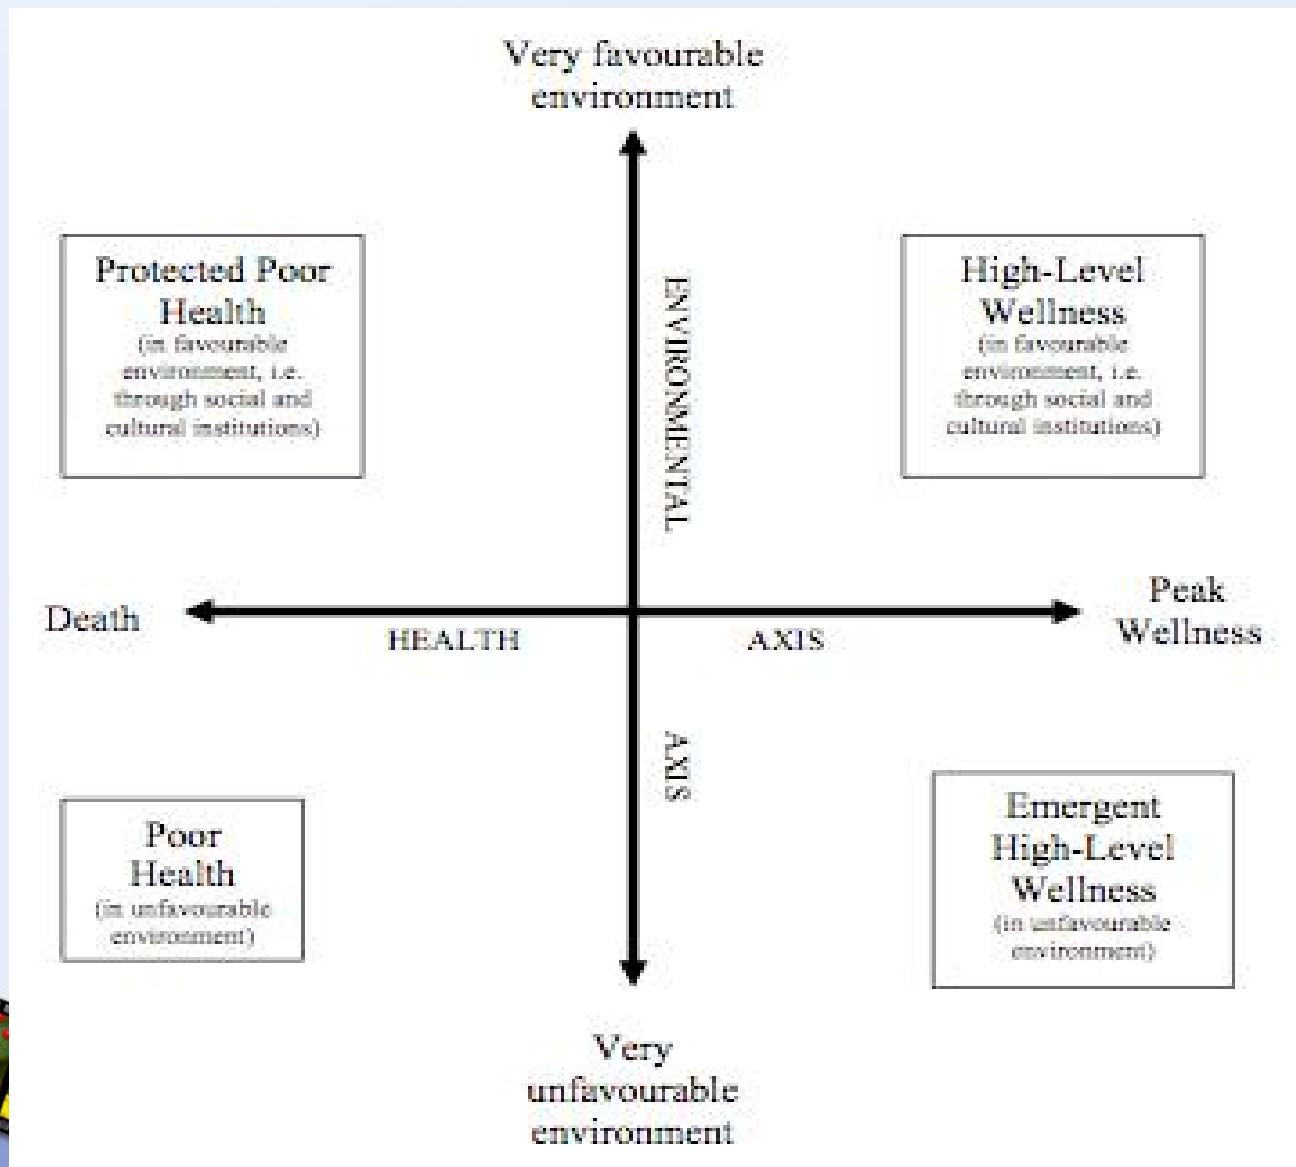 Very favourable
environment
Protected Poor
Health
(in favourable
environment, i.e.
through social and
cultural institutions)
High-Level
Wellness
(in favourable
environment, i.e.
through social and
cultural institutions)
ENVIRONMENTAL
Death
Peak
Wellness
HEALTH AXIS
AXIS
Poor
Health
(in unfavourable
environment)
Emergent
High-Level
Wellness
(in unfavourable
environment)
Very
unfavourable
environment